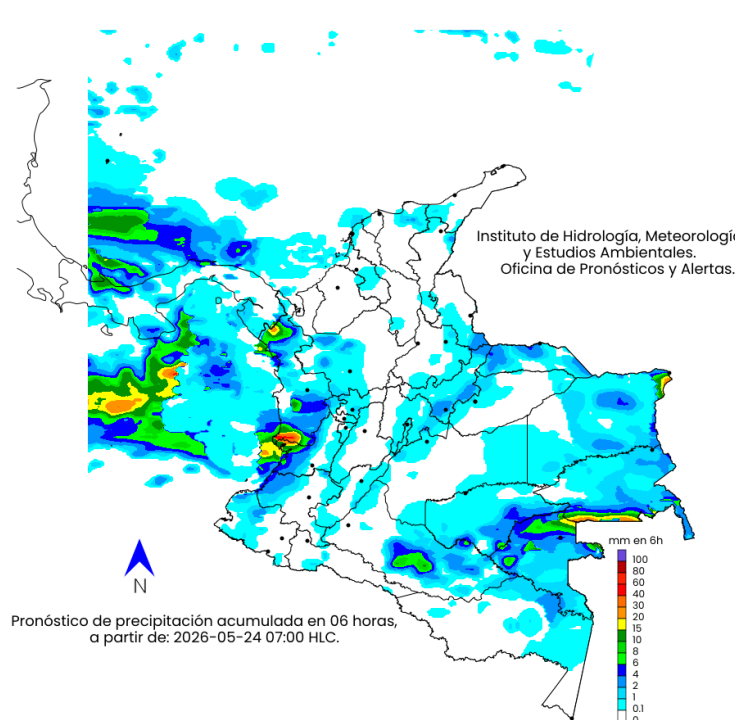 Instituto de Hidrología, Meteorología
y Estudios Ambientales.
Oficina de Pronósticos y Alertas.
mm en 6h
100
80
60
40
30
20
15
10
8
6
4
2
1
0.1
0
N
Pronóstico de precipitación acumulada en 06 horas,
a partir de: 2026-05-24 07:00 HLC.